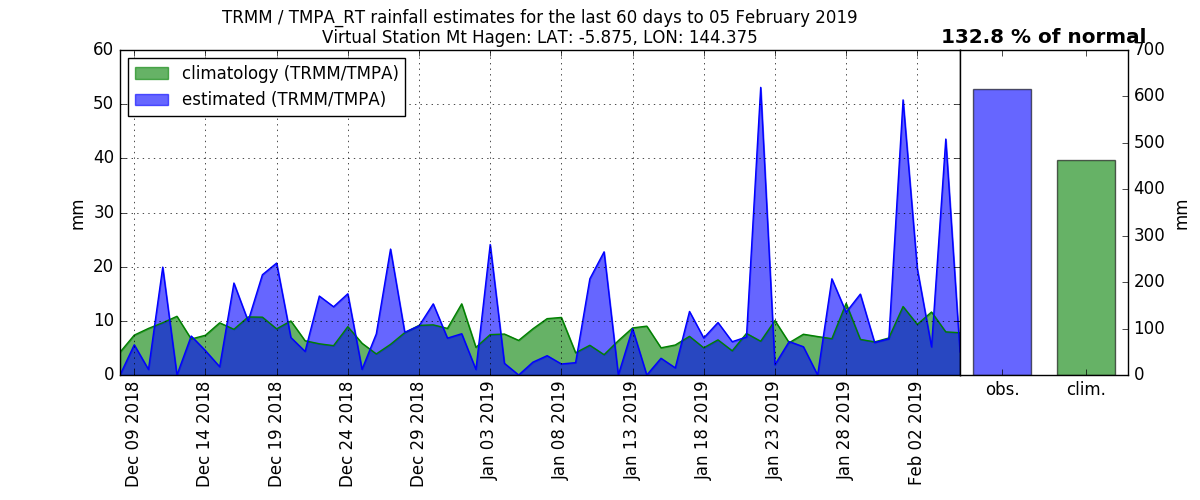 TRMM / TMPA_RT rainfall estimates for the last 60 days to 05 February 2019
Virtual Station Mt Hagen: LAT: -5.875, LON: 144.375
132.8 % of normal
climatology (TRMM/TMPA)
estimated (TRMM/TMPA)
60
50
40
30
20
10
0
mm
Dec 09 2018
Dec 14 2018
Dec 19 2018
Dec 24 2018
Dec 29 2018
Jan 03 2019
Jan 08 2019
Jan 13 2019
Jan 18 2019
Jan 23 2019
Jan 28 2019
Feb 02 2019
700
600
500
400
300
200
100
0
mm
obs.
clim.